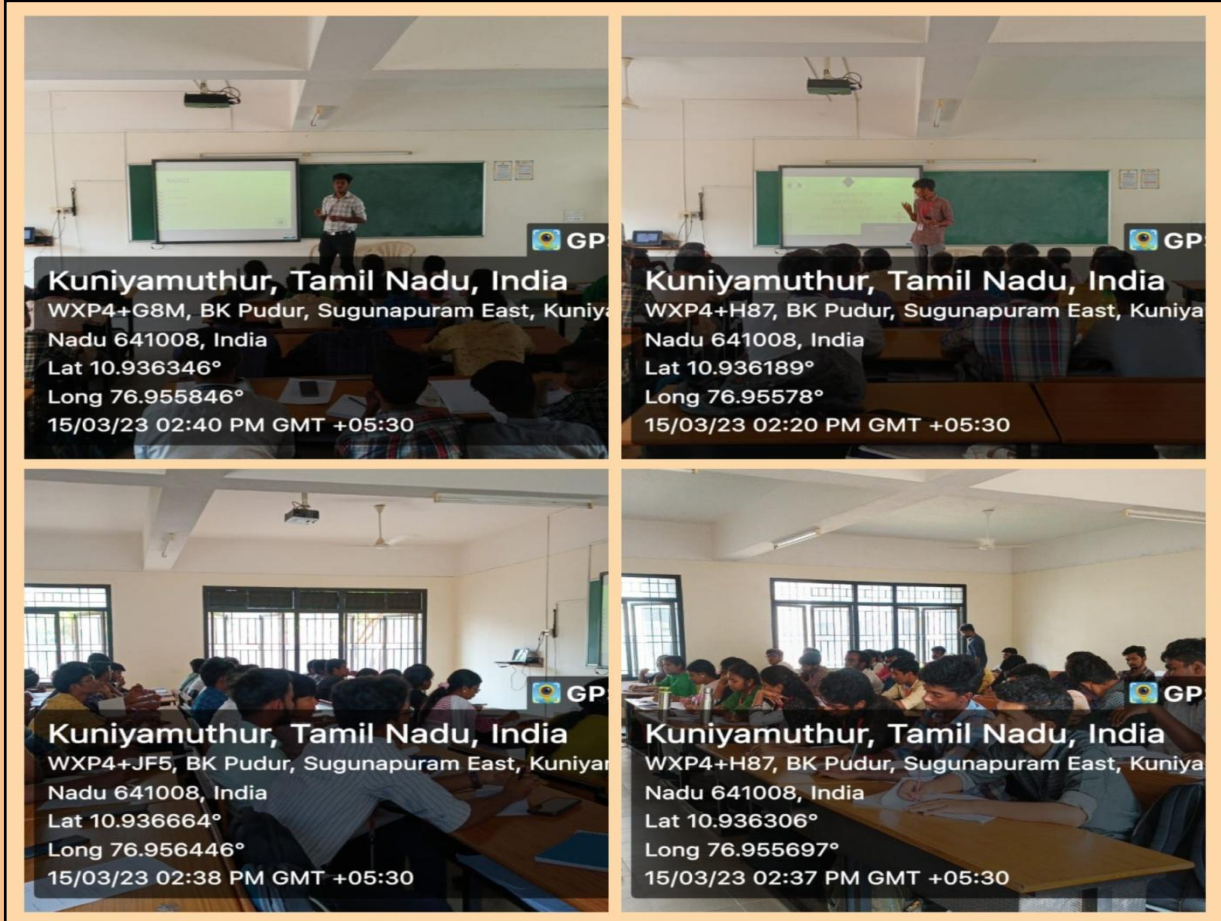 GPS
Kuniyamuthur, Tamil Nadu, India
WXP4+G8M, BK Pudur, Sugunapuram East, Kuniya
Nadu 641008, India
Lat 10.936346°
Long 76.955846°
15/03/23 02:40 PM GMT +05:30
GP
Kuniyamuthur, Tamil Nadu, India
WXP4+H87, BK Pudur, Sugunapuram East, Kuniya
Nadu 641008, India
Lat 10.936189°
Long 76.95578°
15/03/23 02:20 PM GMT +05:30
GPS
Kuniyamuthur, Tamil Nadu, India
WXP4+JF5, BK Pudur, Sugunapuram East, Kuniya
Nadu 641008, India
Lat 10.936664°
Long 76.956446°
15/03/23 02:38 PM GMT +05:30
GP
Kuniyamuthur, Tamil Nadu, India
WXP4+H87, BK Pudur, Sugunapuram East, Kuniya
Nadu 641008, India
Lat 10.936306°
Long 76.955697°
15/03/23 02:37 PM GMT +05:30